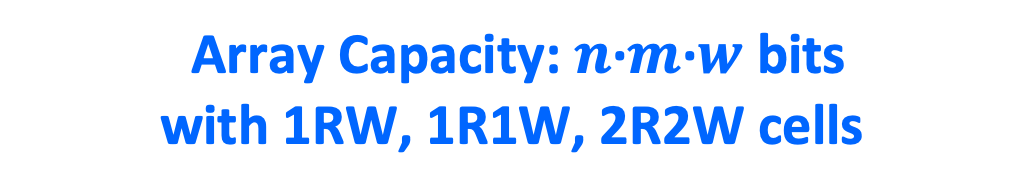 Array Capacity: n·m·w bits
with 1RW, 1R1W, 2R2W cells